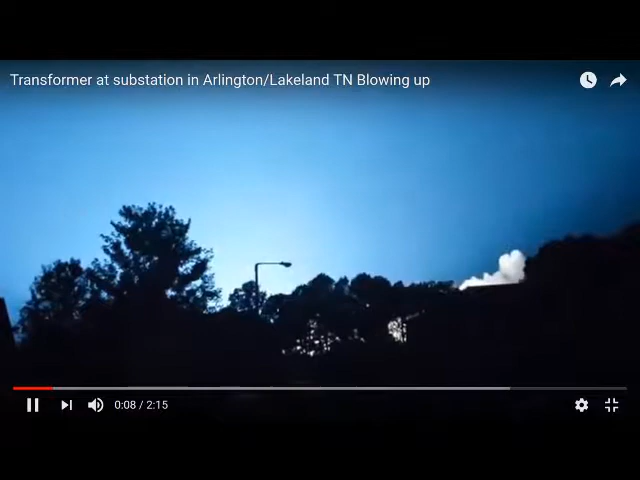 Transformer at substation in Arlington/Lakeland TN Blowing up
0:08 / 2:15